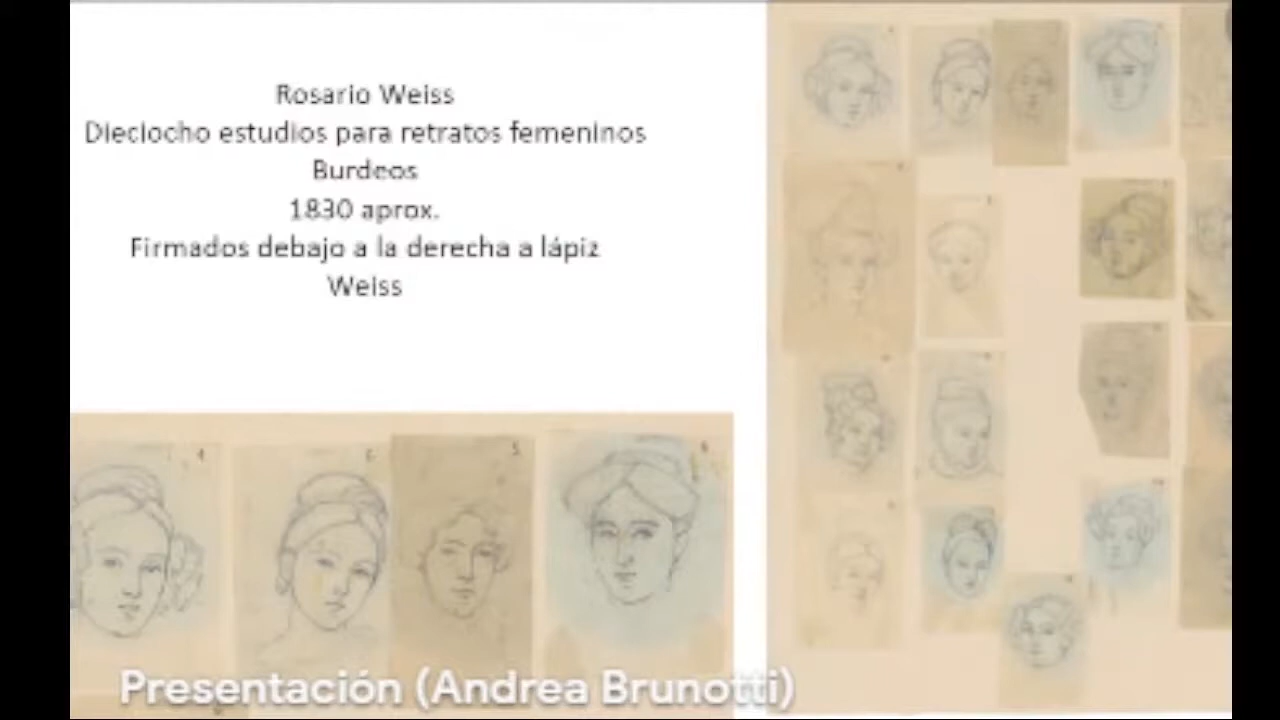 Rosario Weiss
Dieciocho estudios para retratos femeninos
Burdeos
1830 aprox.
Firmados debajo a la derecha a lápiz
Weiss
Presentación (Andrea Brunotti)